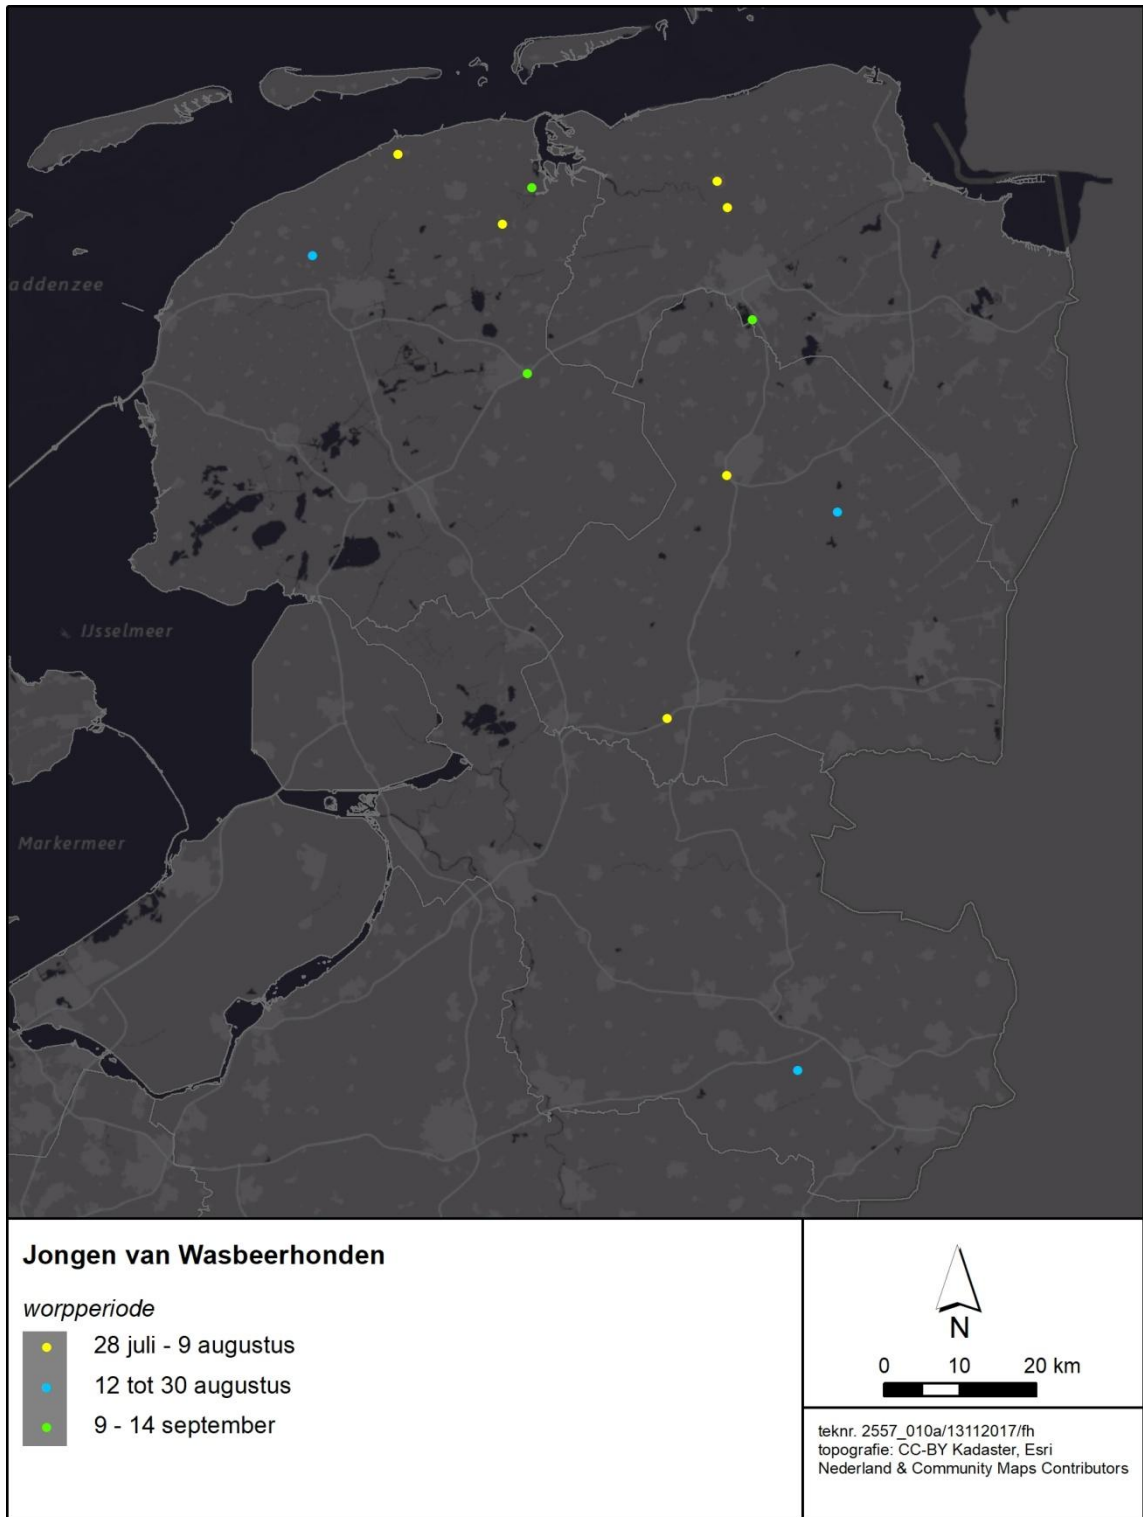 addenzee
IJsselmeer
Markermeer
Jongen van Wasbeerhonden
worpperiode
28 juli - 9 augustus
12 tot 30 augustus
9 - 14 september
N
0 10 20 km
teknr. 2557_010a/13112017/fh
topografie: CC-BY Kadaster, Esri
Nederland & Community Maps Contributors